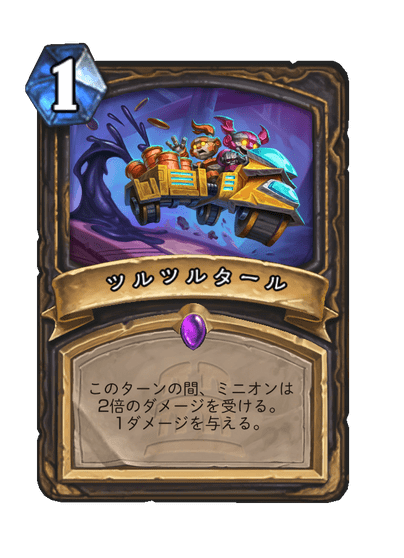 1
ツルツルタール
このターンの間、ミニオンは
2倍のダメージを受ける。
1ダメージを与える。